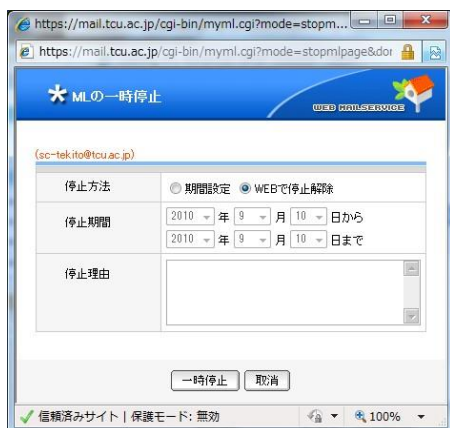 https://mail.tcu.ac.jp/cgi-bin/myml.cgi?mode=stopm...
https://mail.tcu.ac.jp/cgi-bin/myml.cgi?mode=stopmlpage&dor
MLの一時停止
WEB MAILSERVICE
(sc-tekito@tcu.ac.jp)
停止方法 期間設定 WEBで停止解除
停止期間 2010 年 9 月 10 日から
2010 年 9 月 10 日まで
停止理由
一時停止 取消
信頼済みサイト | 保護モード: 無効 100%